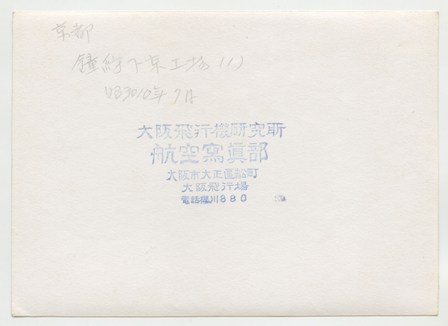 京都
鐘紡下京工場(1)
昭和10年9月
大阪飛行機研究所
航空寫眞部
大阪市大正區船町
大阪飛行場
電話櫻川880